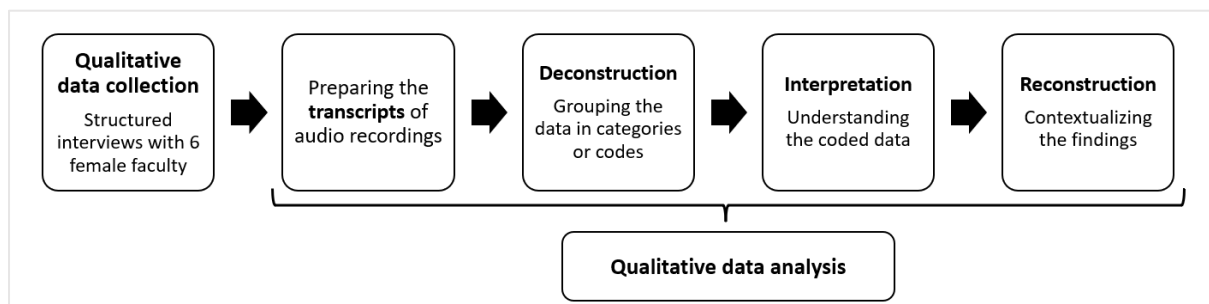 Qualitative
data collection
Structured
interviews with 6
female faculty
Preparing the
transcripts of
audio recordings
Deconstruction
Grouping the
data in categories
or codes
Interpretation
Understanding
the coded data
Reconstruction
Contextualizing
the findings
Qualitative data analysis